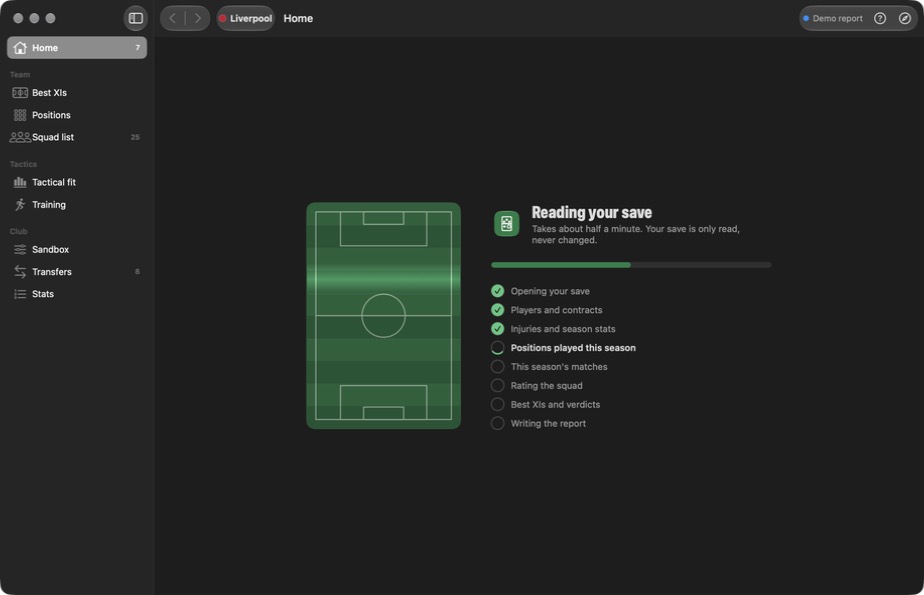 Liverpool
Home
Demo report
?
Home
7
Team
Best XIs
Positions
Squad list
25
Tactics
Tactical fit
Training
Club
Sandbox
Transfers
8
Stats
Reading your save
Takes about half a minute. Your save is only read,
never changed.
Opening your save
Players and contracts
Injuries and season stats
Positions played this season
This season's matches
Rating the squad
Best XIs and verdicts
Writing the report